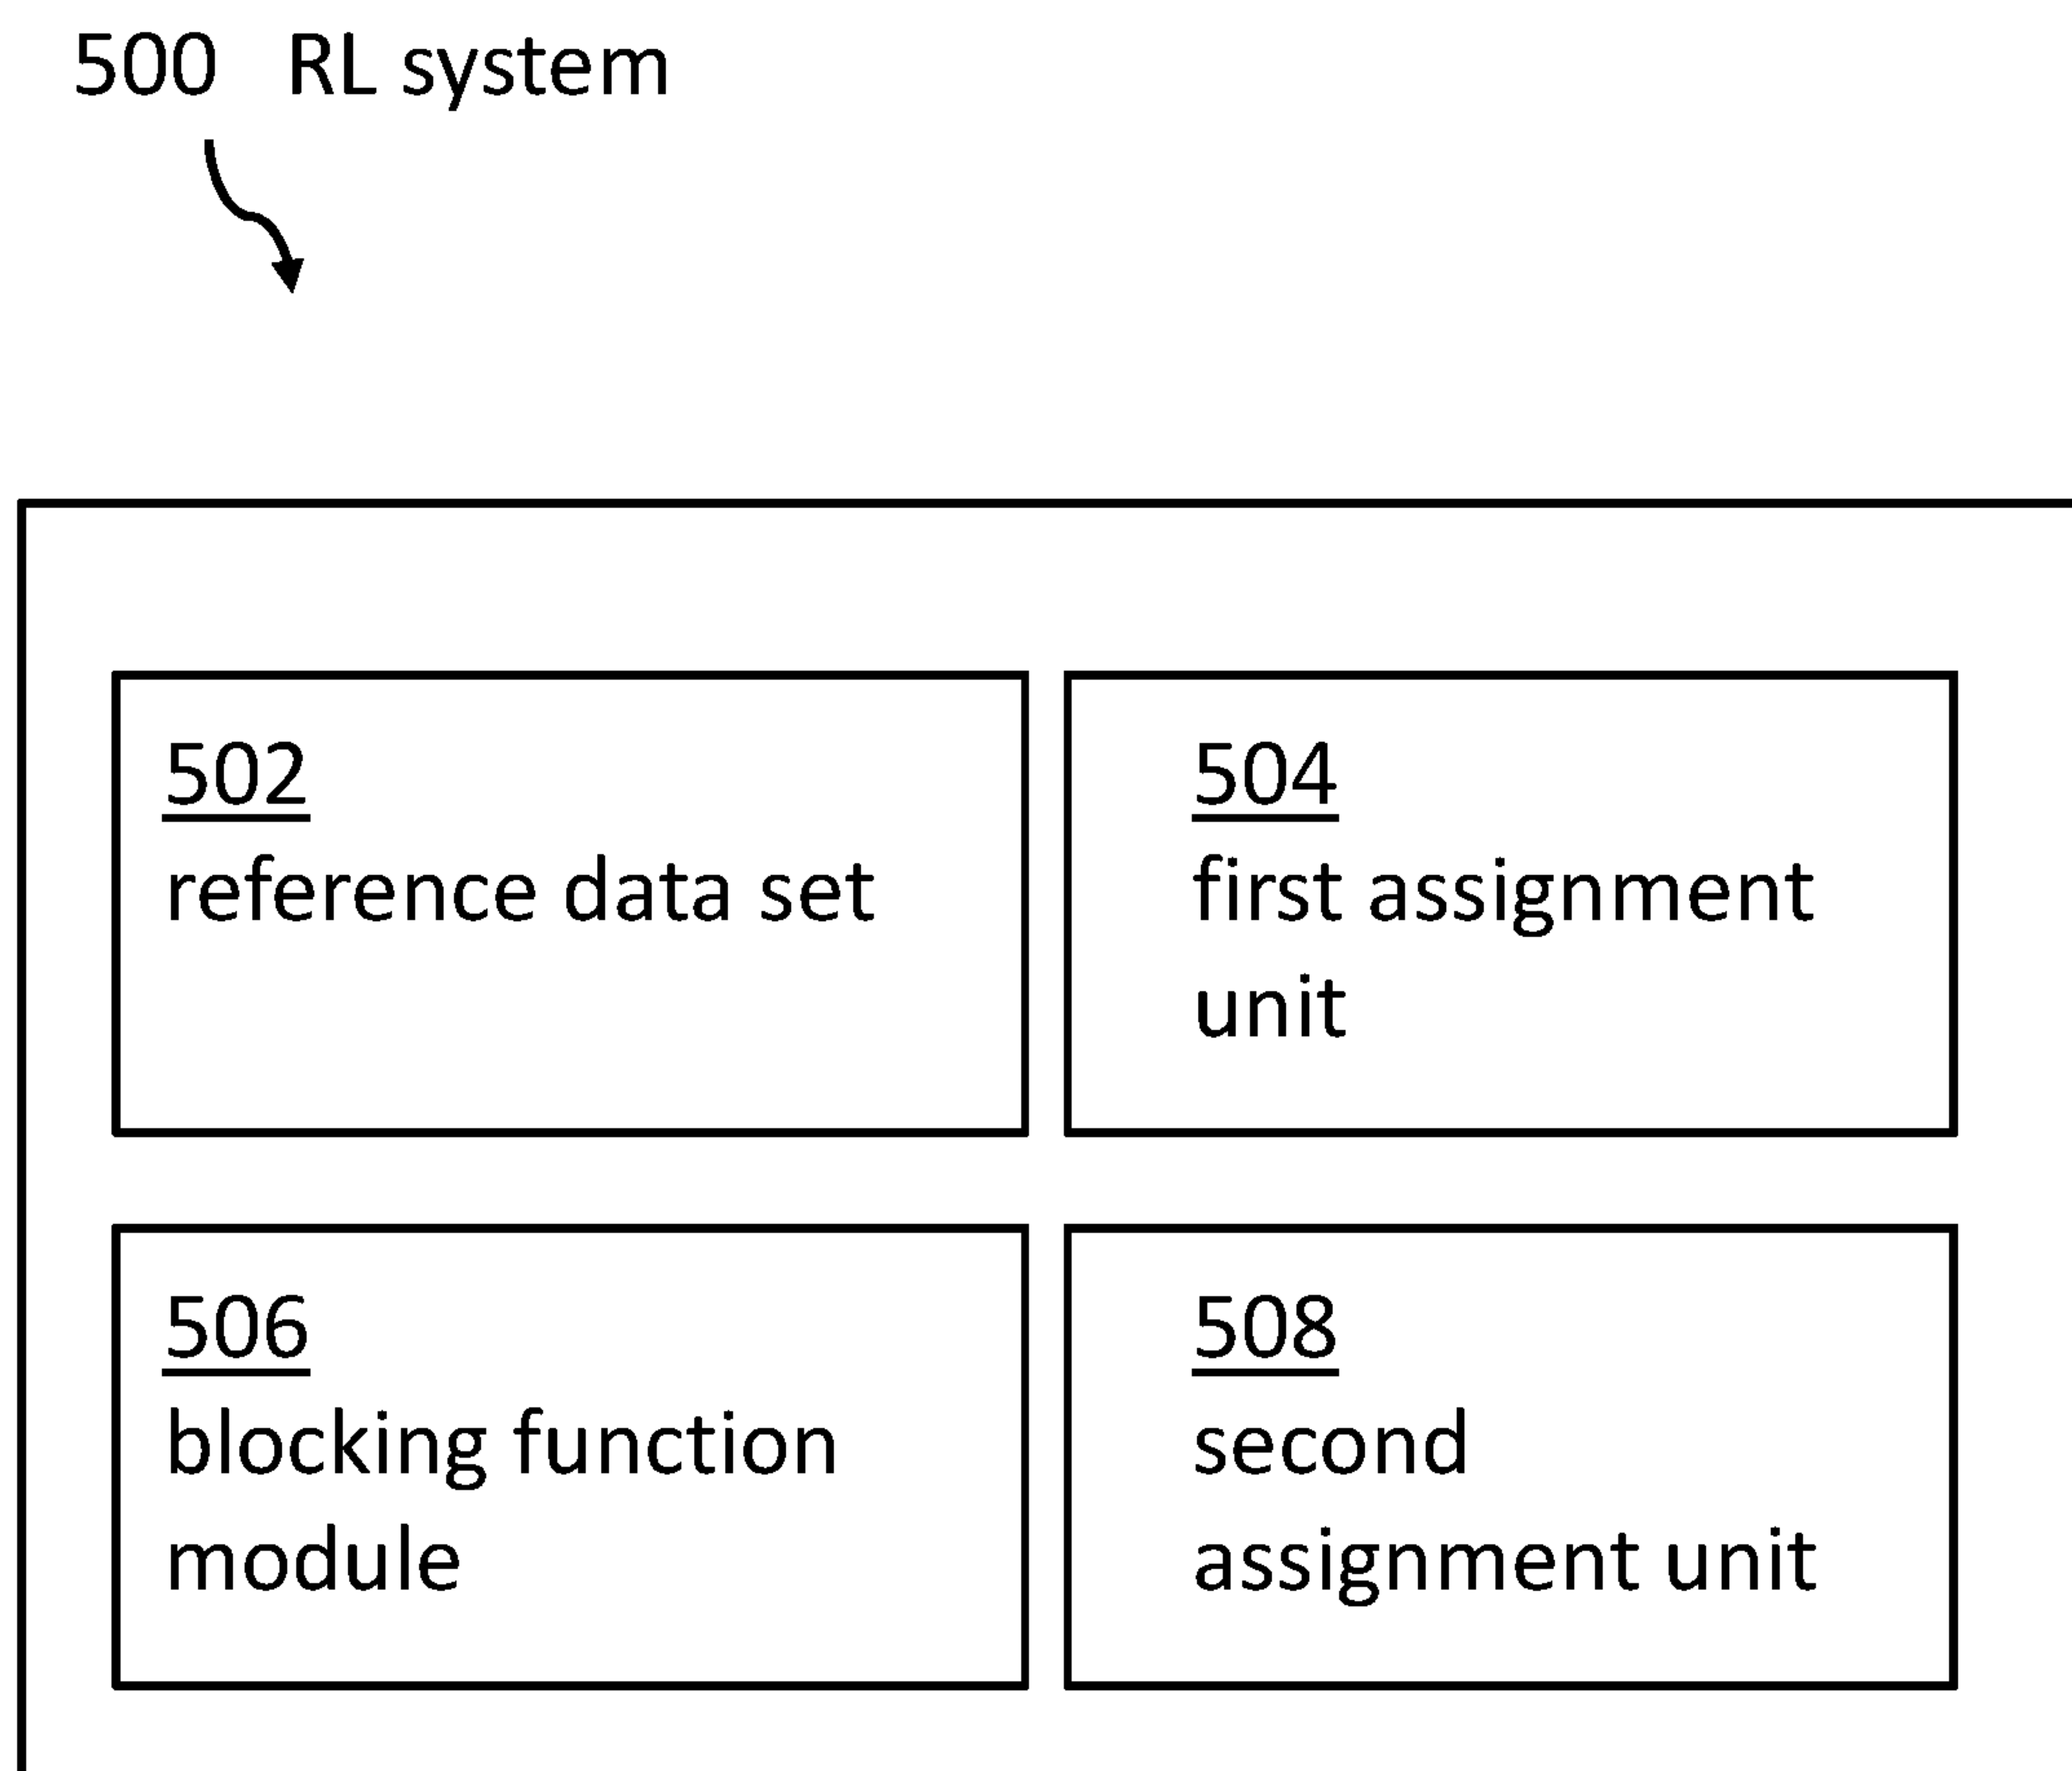 500 RL system
502
reference data set
504
first assignment
unit
506
blocking function
module
508
second
assignment unit